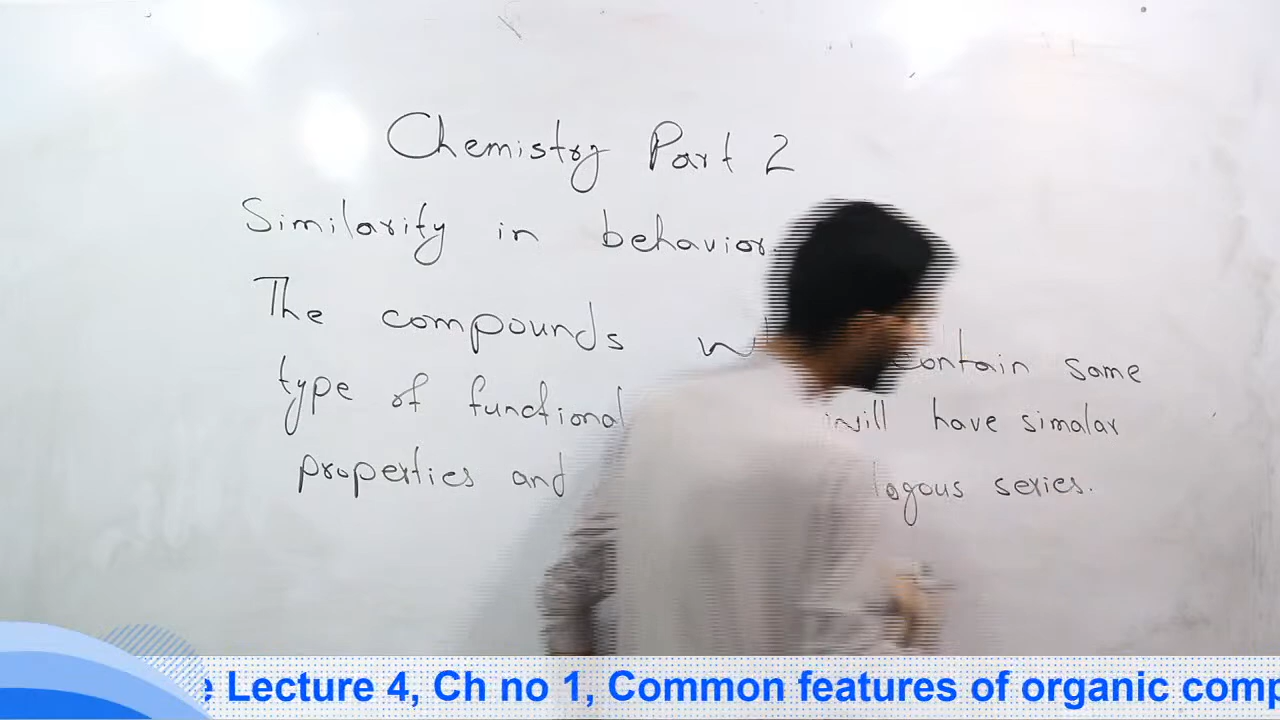 Chemistry Part 2
Similarity in behavior
The compounds contain same
type of functional will have simalar
properties and logous series.
Lecture 4, Ch no 1, Common features of organic comp